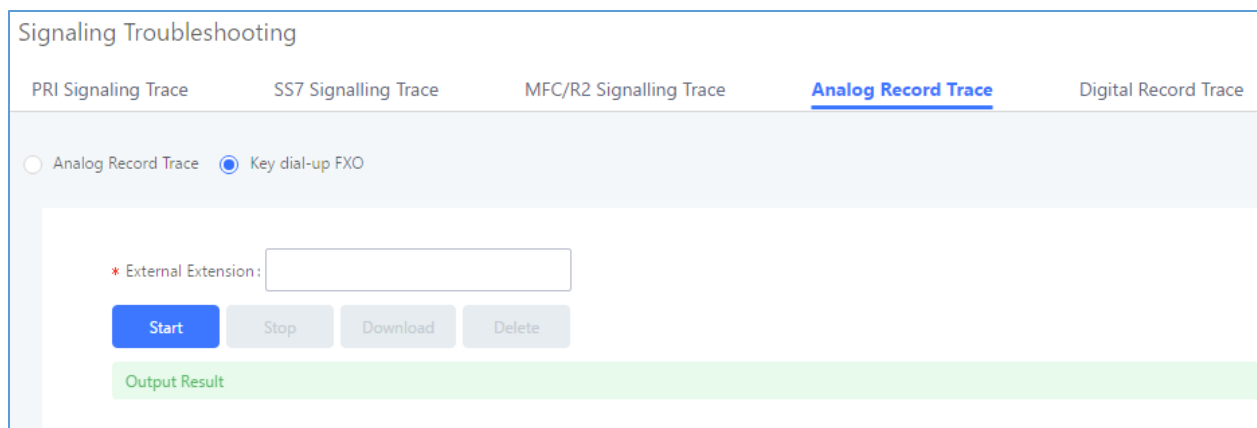 Signaling Troubleshooting
PRI Signaling Trace SS7 Signalling Trace MFC/R2 Signalling Trace Analog Record Trace Digital Record Trace
Analog Record Trace Key dial-up FXO
* External Extension :
Start Stop Download Delete
Output Result